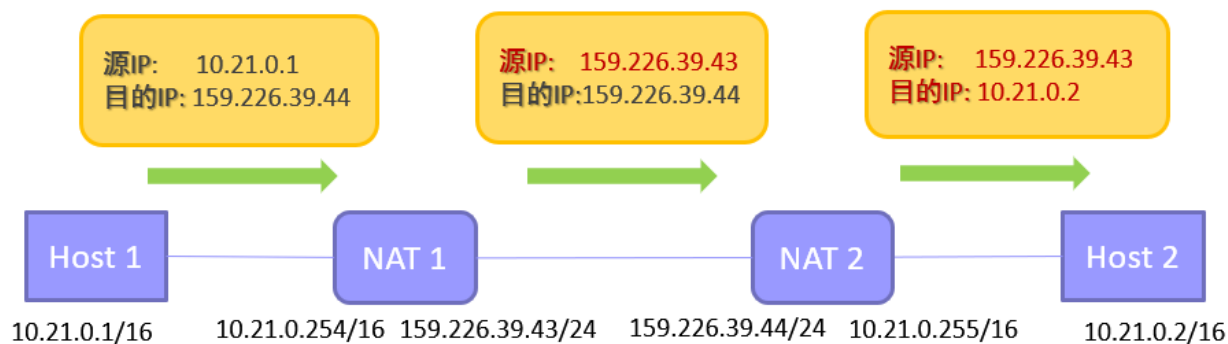 源IP: 10.21.0.1
目的IP: 159.226.39.44
源IP: 159.226.39.43
目的IP:159.226.39.44
源IP: 159.226.39.43
目的IP: 10.21.0.2
Host 1
NAT 1
NAT 2
Host 2
10.21.0.1/16
10.21.0.254/16
159.226.39.43/24
159.226.39.44/24
10.21.0.255/16
10.21.0.2/16